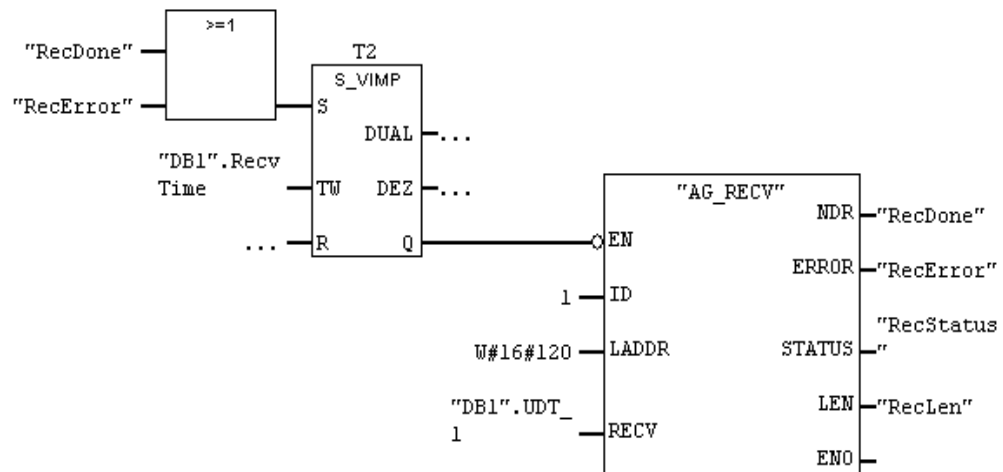 >=1
"RecDone"
"RecError"
T2
S_VIMP
S
DUAL
...
"DB1".Recv
Time
TW
DEZ
...
...
R
Q
"AG_RECV"
NDR
"RecDone"
EN
ERROR
"RecError"
1
ID
"RecStatus
"
W#16#120
LADDR
STATUS
"DB1".UDT_
1
RECV
LEN
"RecLen"
ENO